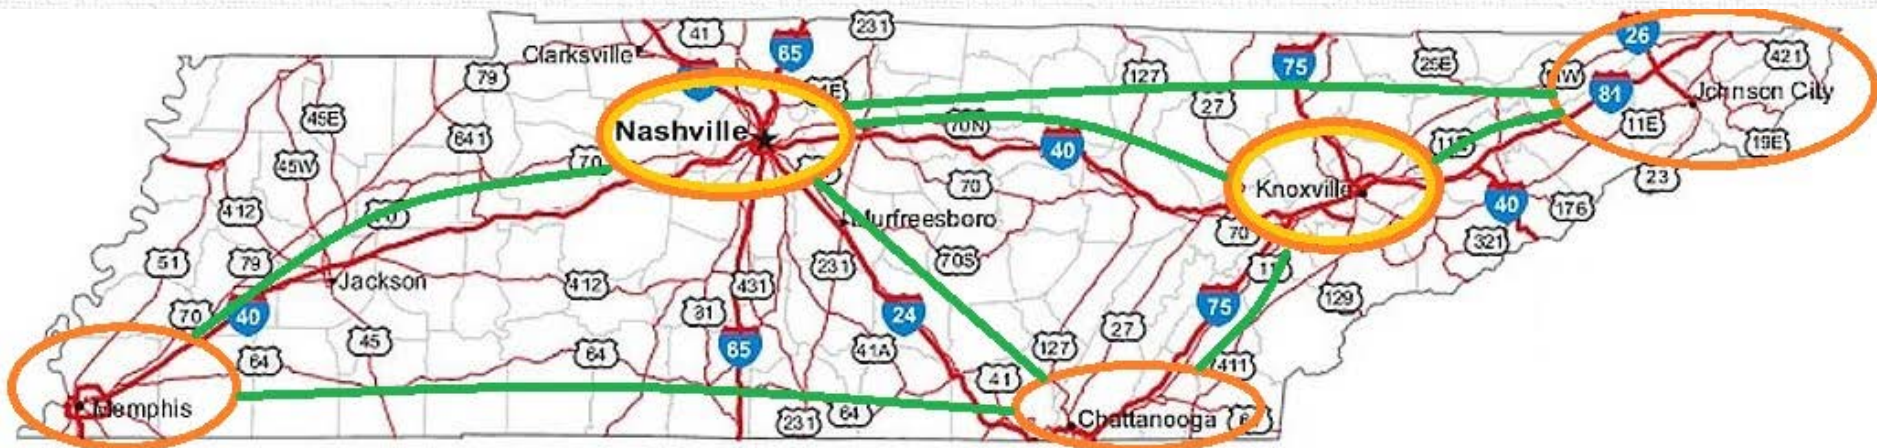 26
41
65
231
421
Clarksville
75
25E
79
127
81
Johnson City
27
45E
Nashville
70N
11E
641
40
19E
45W
70
Knoxville
23
70
40
176
412
Murfreesboro
70
321
51
79
231
70S
Jackson
412
431
75
129
70
40
31
24
27
45
65
41A
127
64
64
411
41
Memphis
231
64
Chattanooga